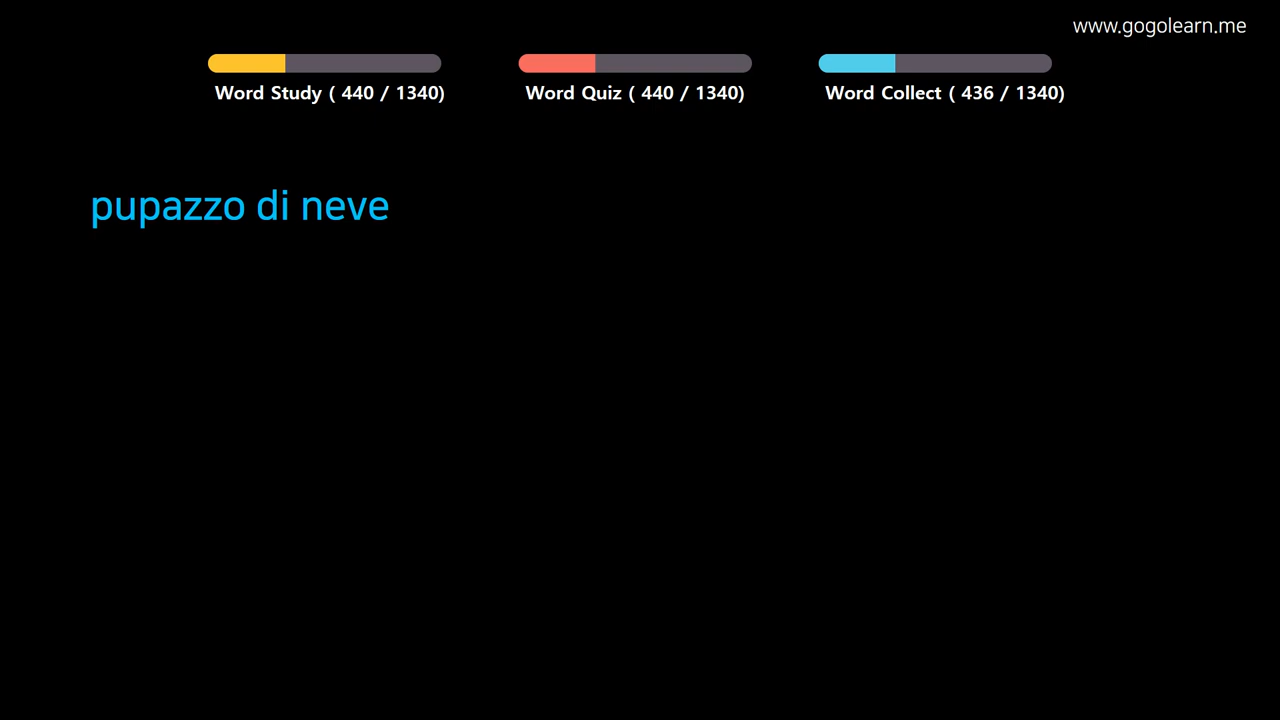 www.gogolearn.me
Word Study ( 440 / 1340) Word Quiz ( 440 / 1340) Word Collect ( 436 / 1340)
pupazzo di neve